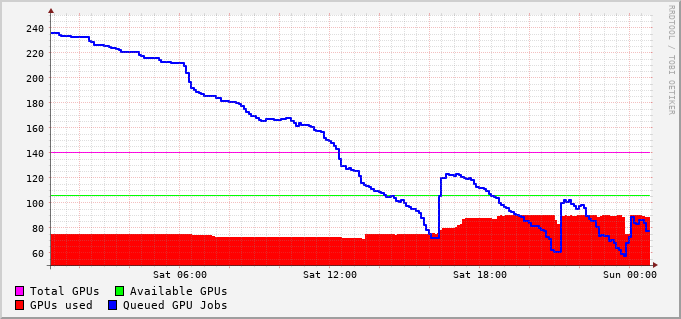 RRDTOOL / TOBI OETIKER
240
220
200
180
160
140
120
100
80
60
Sat 06:00 Sat 12:00 Sat 18:00 Sun 00:00
Total GPUs Available GPUs
GPUs used Queued GPU Jobs